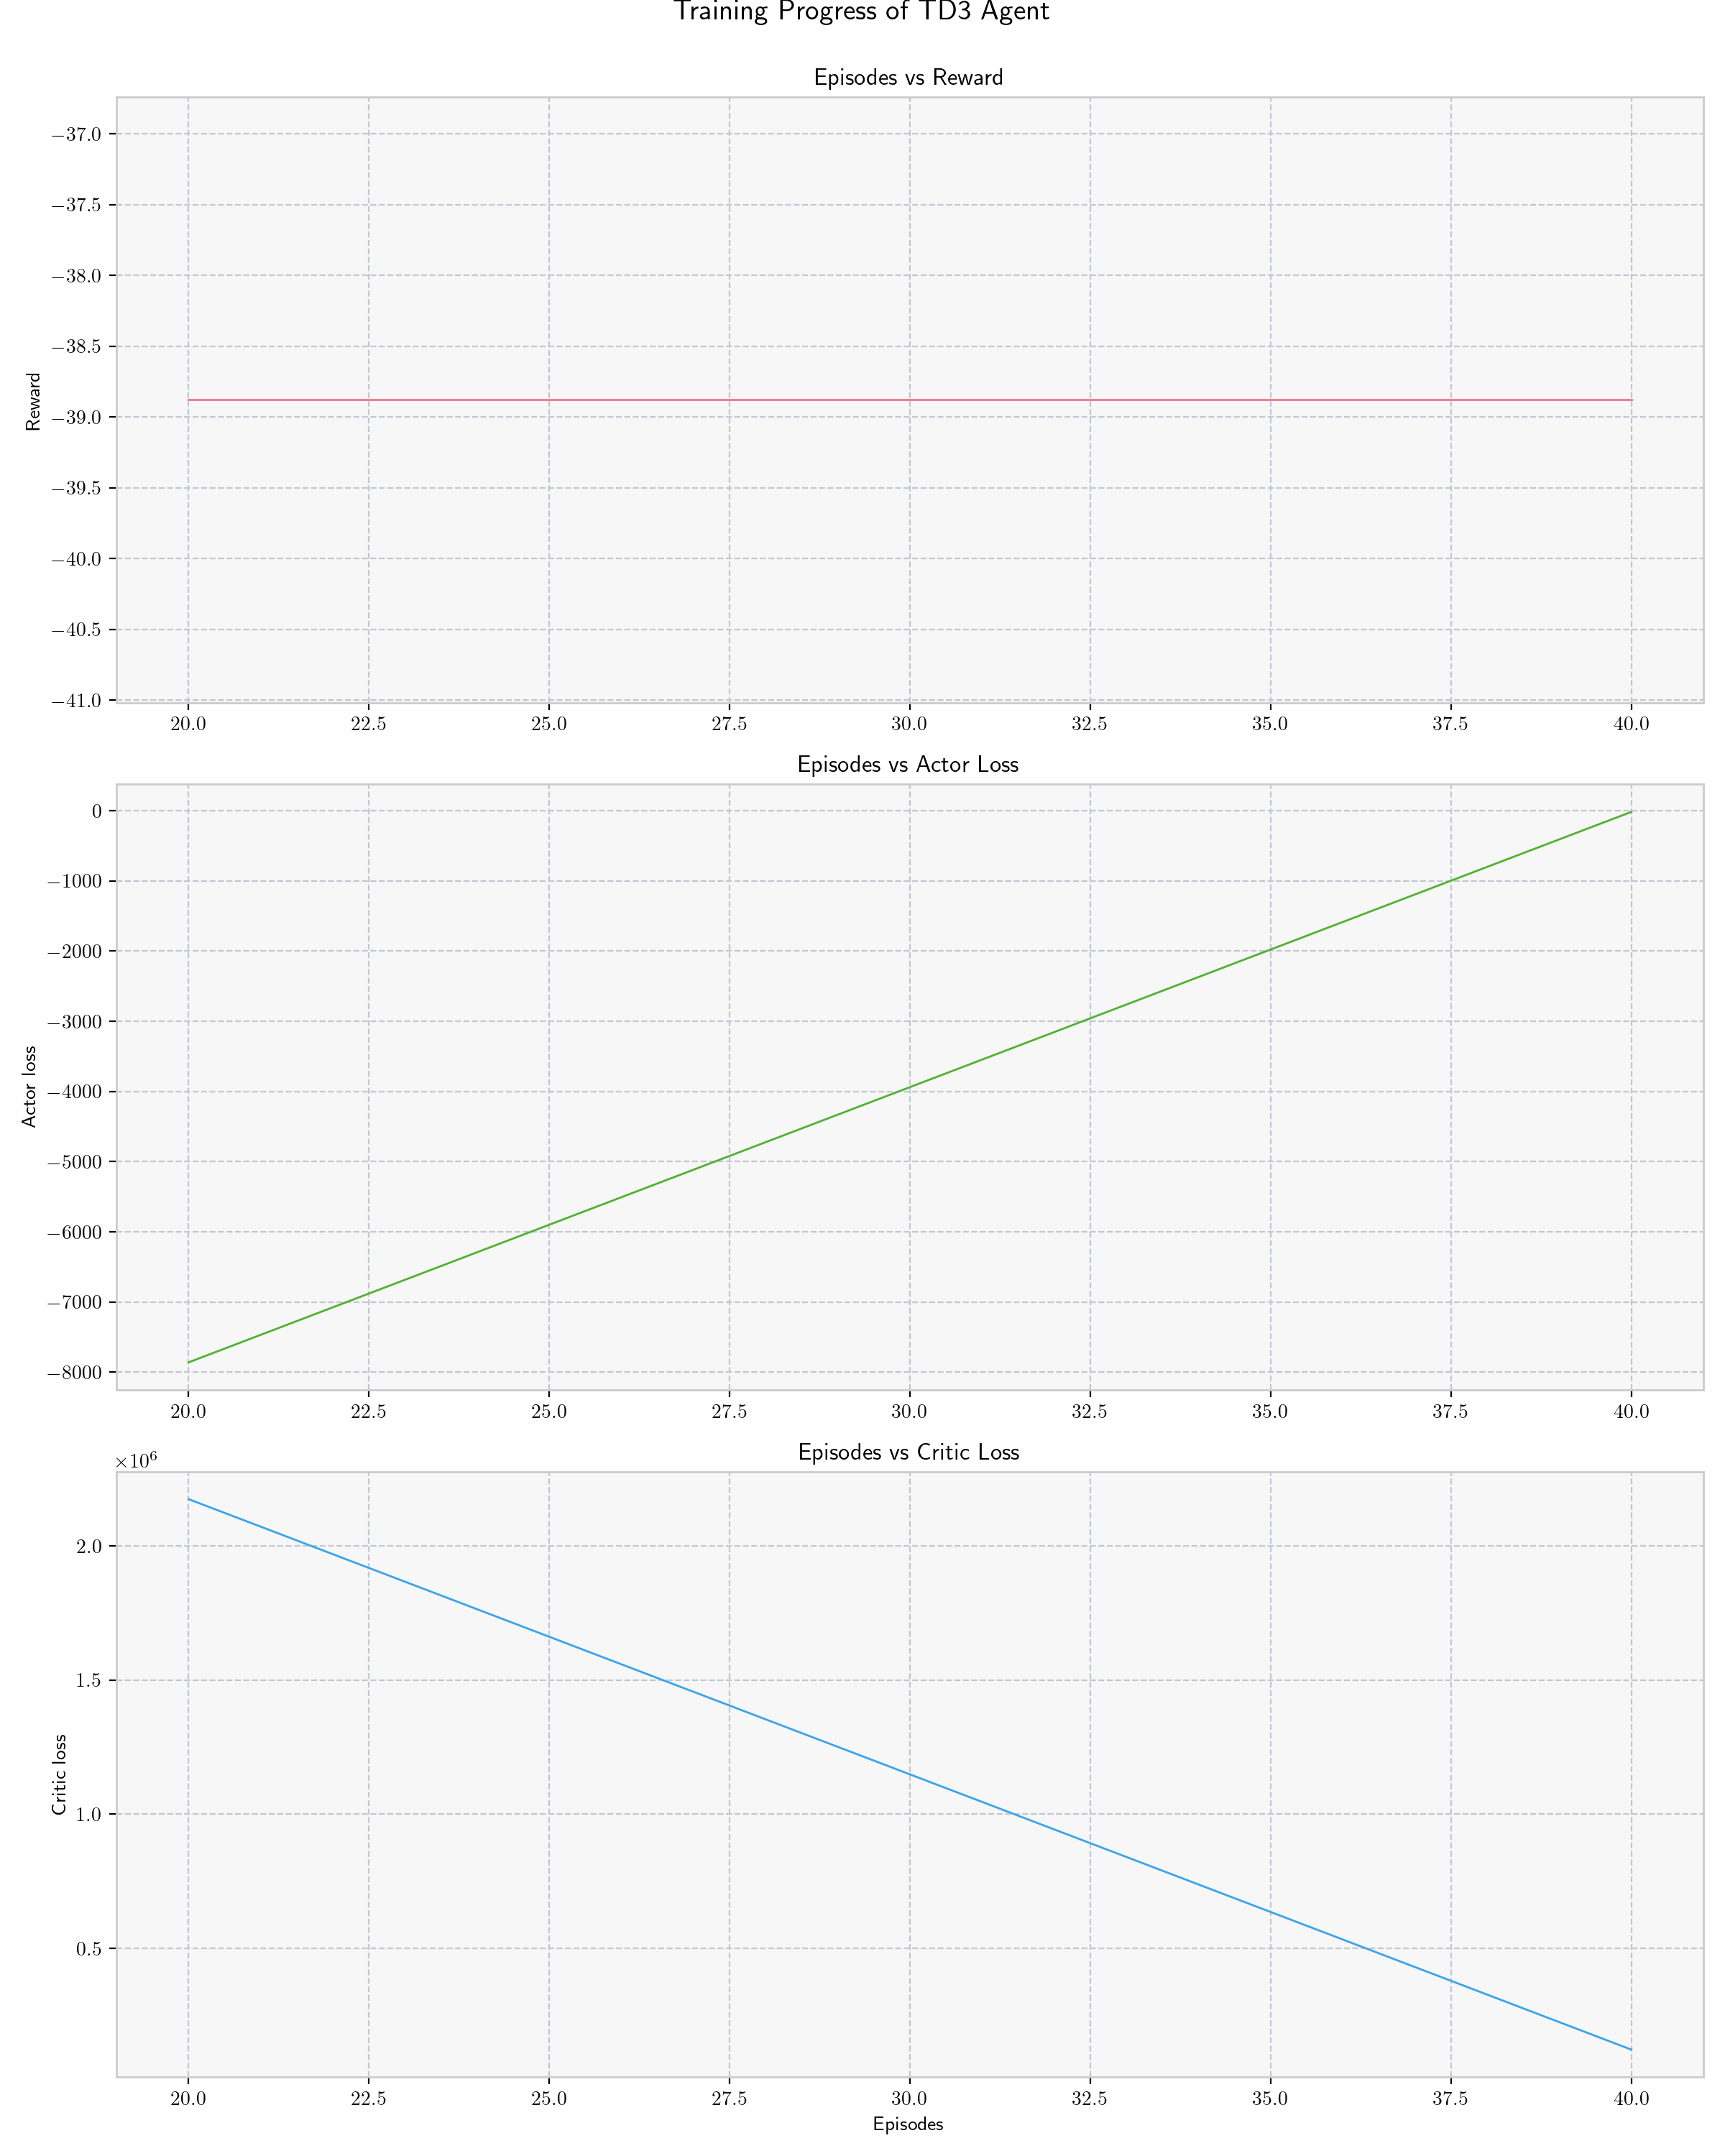 Training Progress of TD3 Agent
Episodes vs Reward
−37.0
−37.5
−38.0
−38.5
−39.0
−39.5
−40.0
−40.5
−41.0
Reward
20.0 22.5 25.0 27.5 30.0 32.5 35.0 37.5 40.0
Episodes vs Actor Loss
0
−1000
−2000
−3000
−4000
−5000
−6000
−7000
−8000
Actor loss
20.0 22.5 25.0 27.5 30.0 32.5 35.0 37.5 40.0
Episodes vs Critic Loss
×10⁶
2.0
1.5
1.0
0.5
Critic loss
20.0 22.5 25.0 27.5 30.0 32.5 35.0 37.5 40.0
Episodes